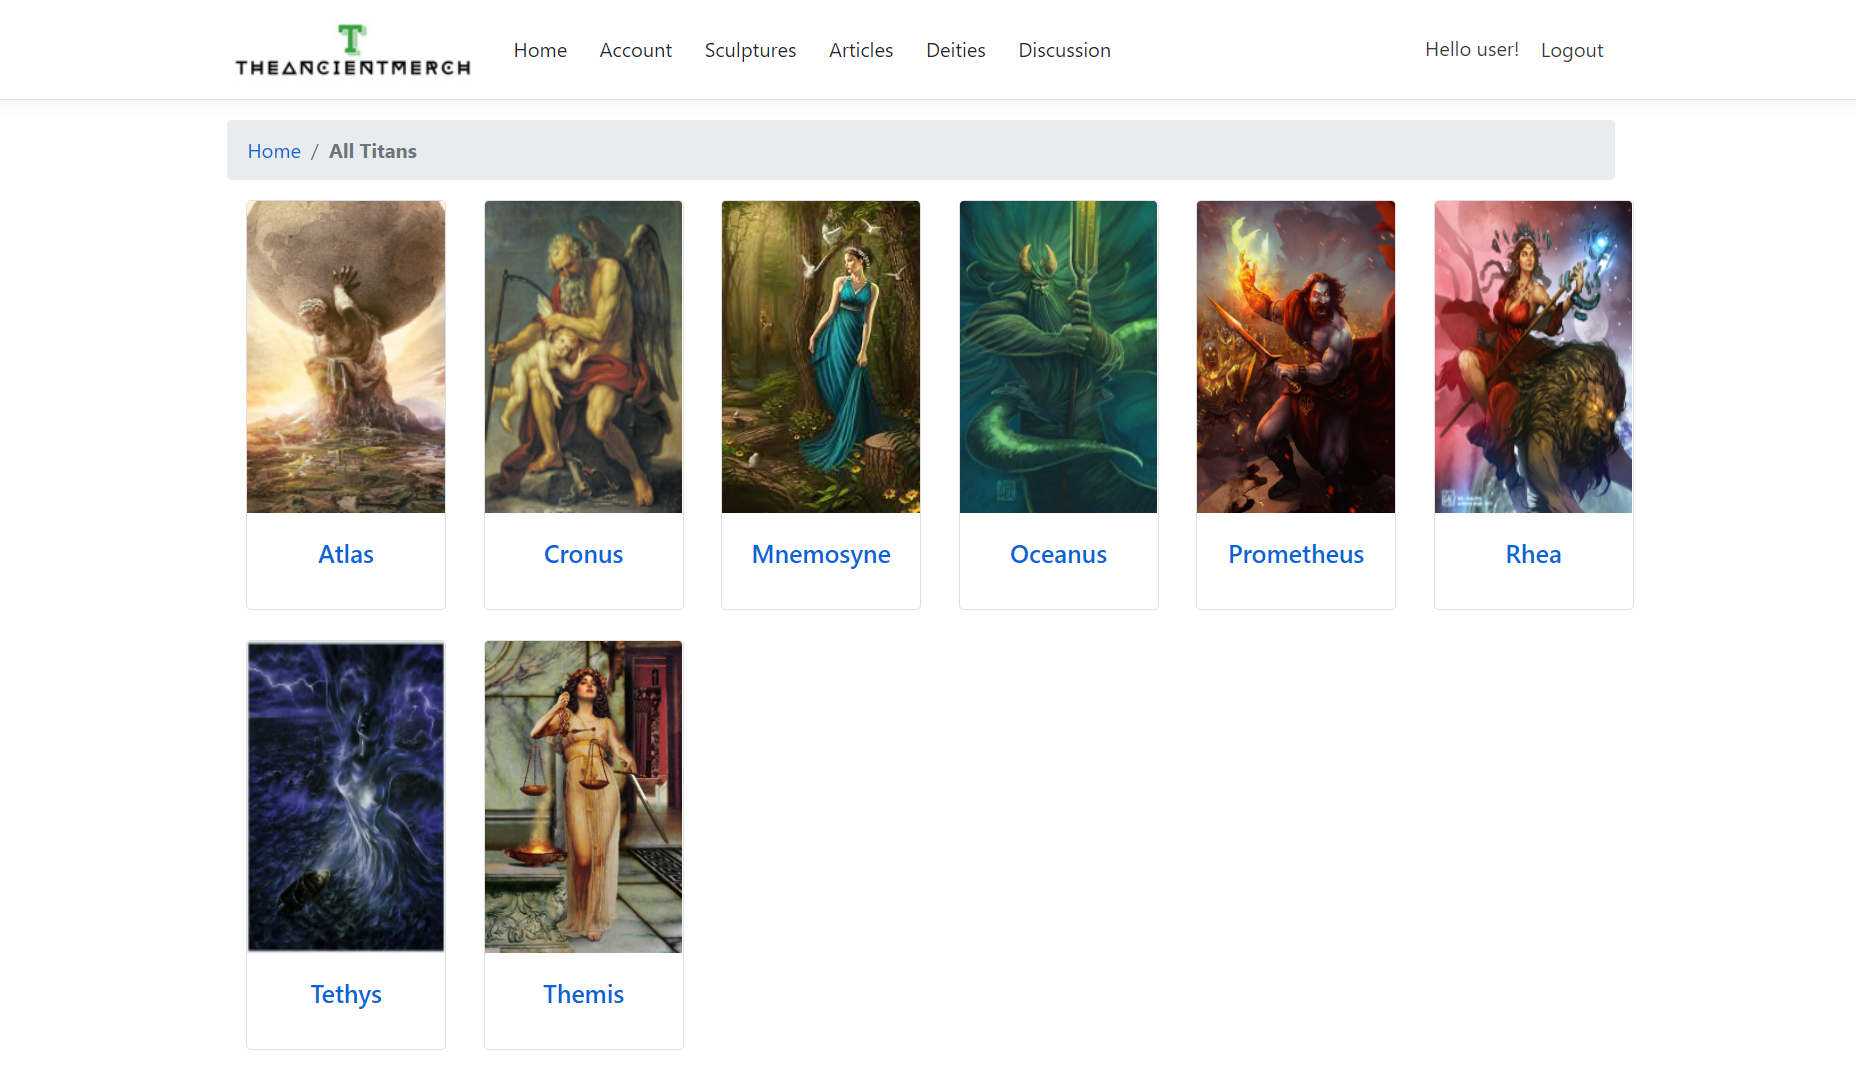 T
THEANCIENTMERCH
Home Account Sculptures Articles Deities Discussion
Hello user! Logout
Home / All Titans
Atlas
Cronus
Mnemosyne
Oceanus
Prometheus
Rhea
Tethys
Themis